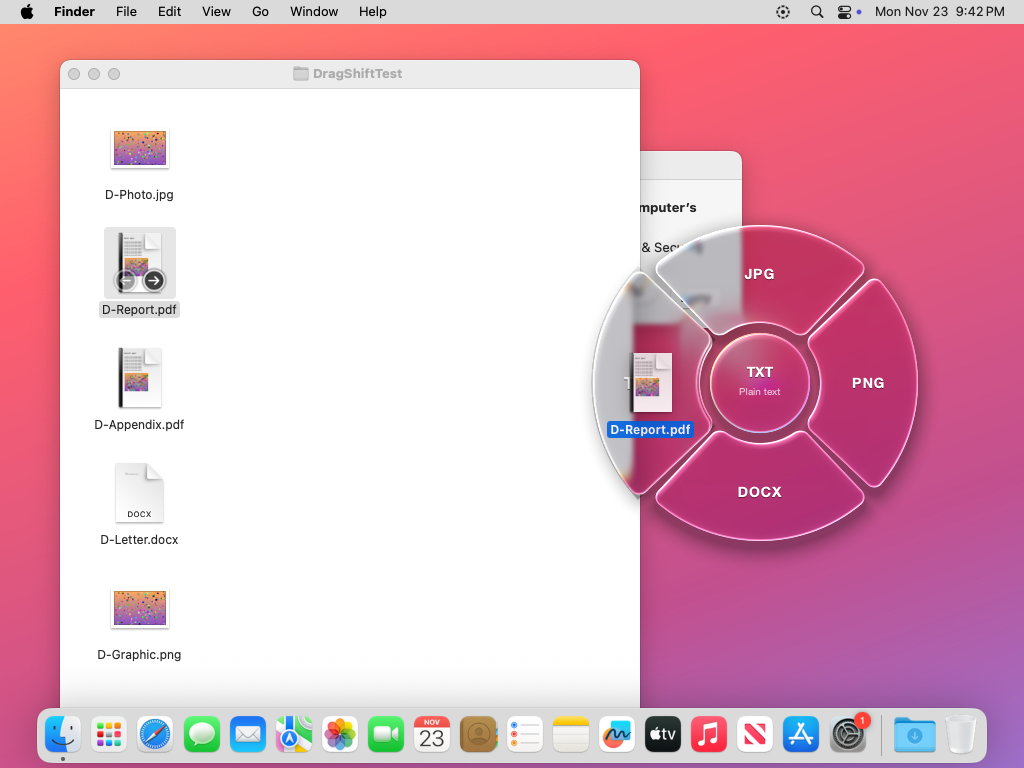 Finder File Edit View Go Window Help Mon Nov 23 9:42 PM
DragShiftTest
D-Photo.jpg
mputer's
& Sec
D-Report.pdf
JPG
TXT
Plain text
PNG
D-Report.pdf
D-Appendix.pdf
DOCX
DOCX
D-Letter.docx
D-Graphic.png
NOV
23
tv
1